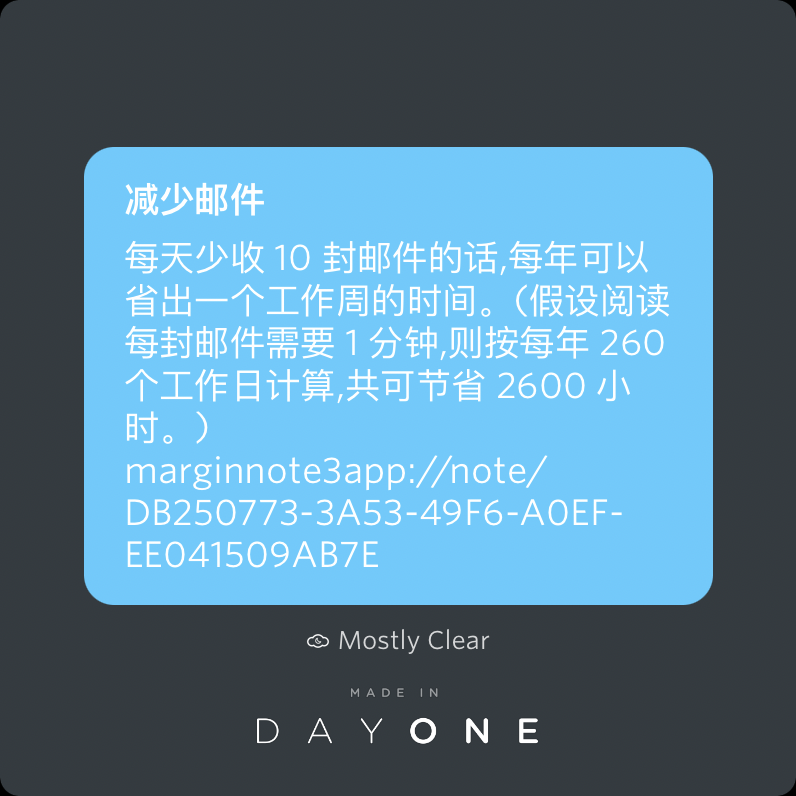 减少邮件
每天少收 10 封邮件的话,每年可以
省出一个工作周的时间。(假设阅读
每封邮件需要 1 分钟,则按每年 260
个工作日计算,共可节省 2600 小
时。)
marginnote3app://note/
DB250773-3A53-49F6-A0EF-
EE041509AB7E
Mostly Clear
MADE IN
DAYONE